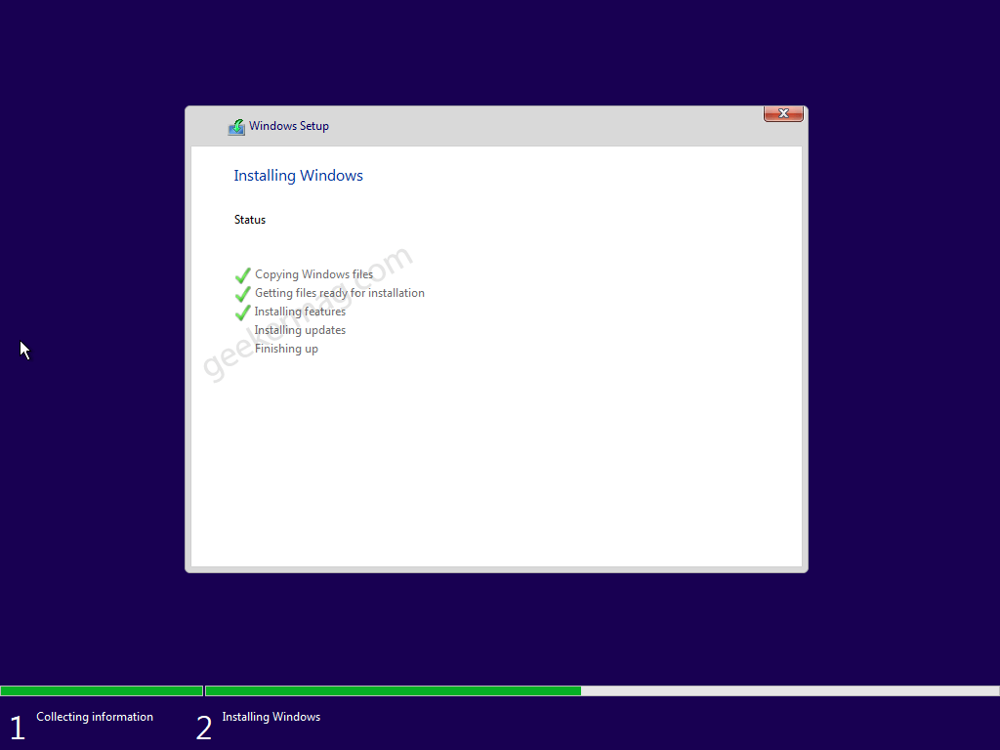 Windows Setup
Installing Windows
Status
Copying Windows files
Getting files ready for installation
Installing features
Installing updates
Finishing up
geekermag.com
1 Collecting information
2 Installing Windows